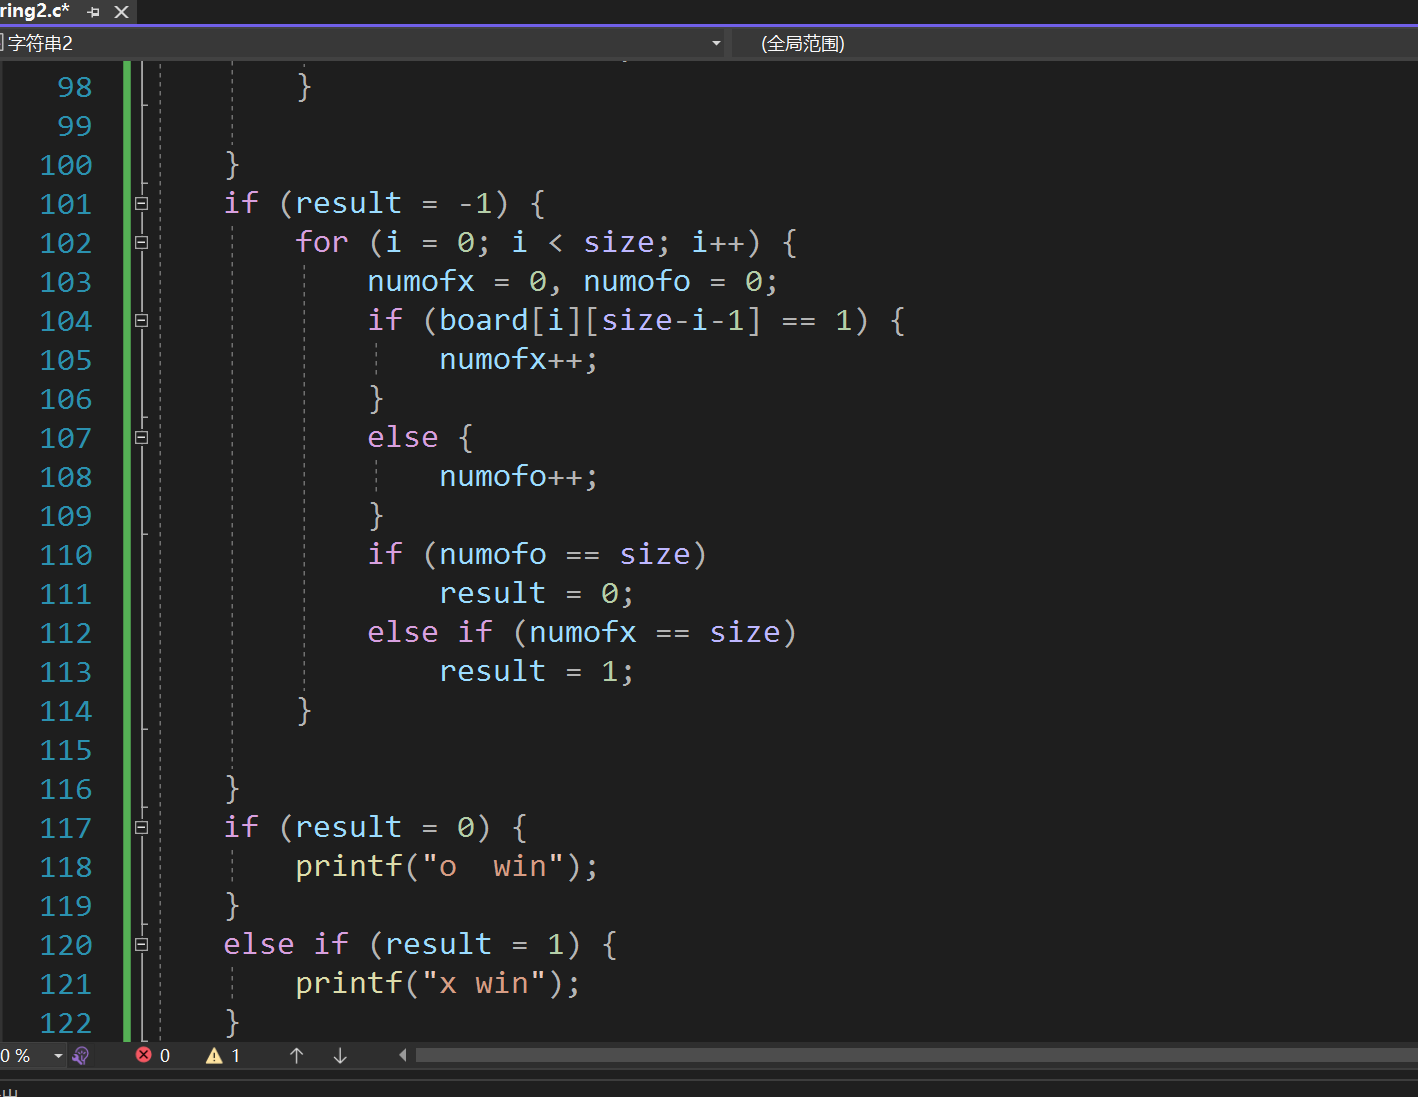 ring2.c*
字符串2 (全局范围)
98 }
99
100 }
101 if (result = -1) {
102 for (i = 0; i < size; i++) {
103 numofx = 0, numofo = 0;
104 if (board[i][size-i-1] == 1) {
105 numofx++;
106 }
107 else {
108 numofo++;
109 }
110 if (numofo == size)
111 result = 0;
112 else if (numofx == size)
113 result = 1;
114 }
115
116 }
117 if (result = 0) {
118 printf("o  win");
119 }
120 else if (result = 1) {
121 printf("x win");
122 }
0 % 0 1